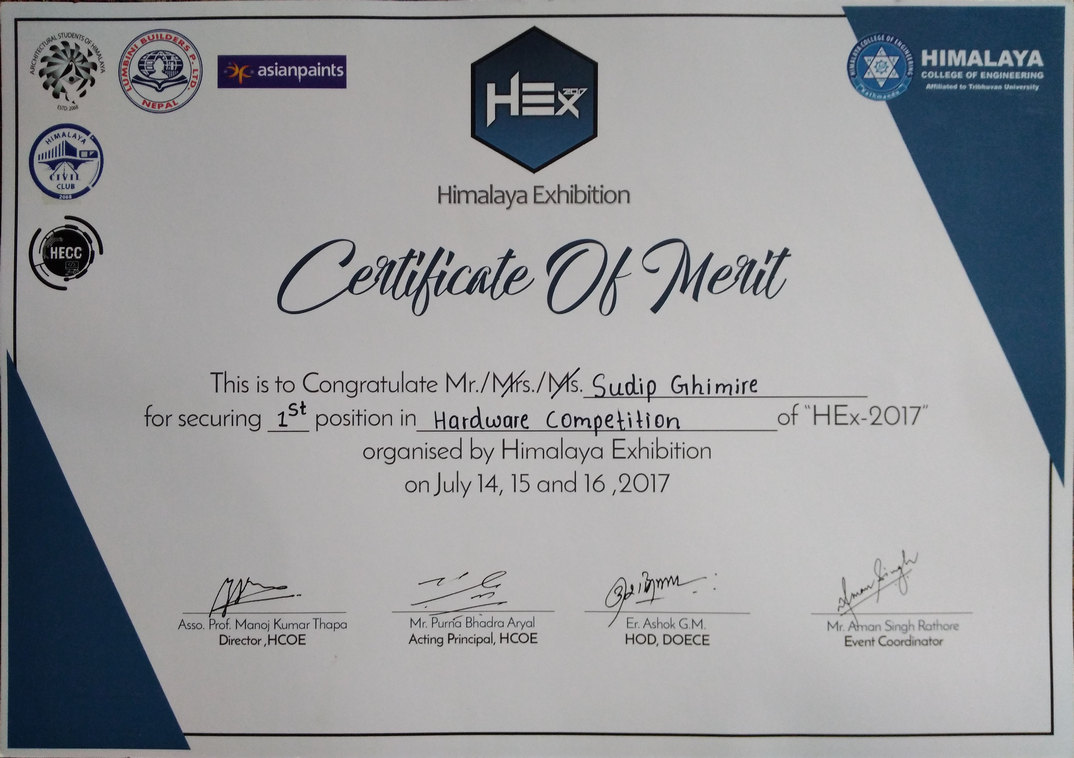 ARCHITECTURAL STUDENTS OF HIMALAYA
ESTD: 2068
LUMBINI BUILDERS P. LTD
NEPAL
asianpaints
HEx
2017
Himalaya Exhibition
HIMALAYA COLLEGE OF ENGINEERING
Kathmandu
HIMALAYA
COLLEGE OF ENGINEERING
Affiliated to Tribhuvan University
HIMALAYA
CIVIL
CLUB
2068
HECC
Certificate Of Merit
This is to Congratulate Mr./Mrs./Ms. Sudip Ghimire
for securing 1st position in Hardware Competition of "HEx-2017"
organised by Himalaya Exhibition
on July 14, 15 and 16 ,2017
Aman Singh
Asso. Prof. Manoj Kumar Thapa
Director ,HCOE
Mr. Purna Bhadra Aryal
Acting Principal, HCOE
Er. Ashok G.M.
HOD, DOECE
Mr. Aman Singh Rathore
Event Coordinator